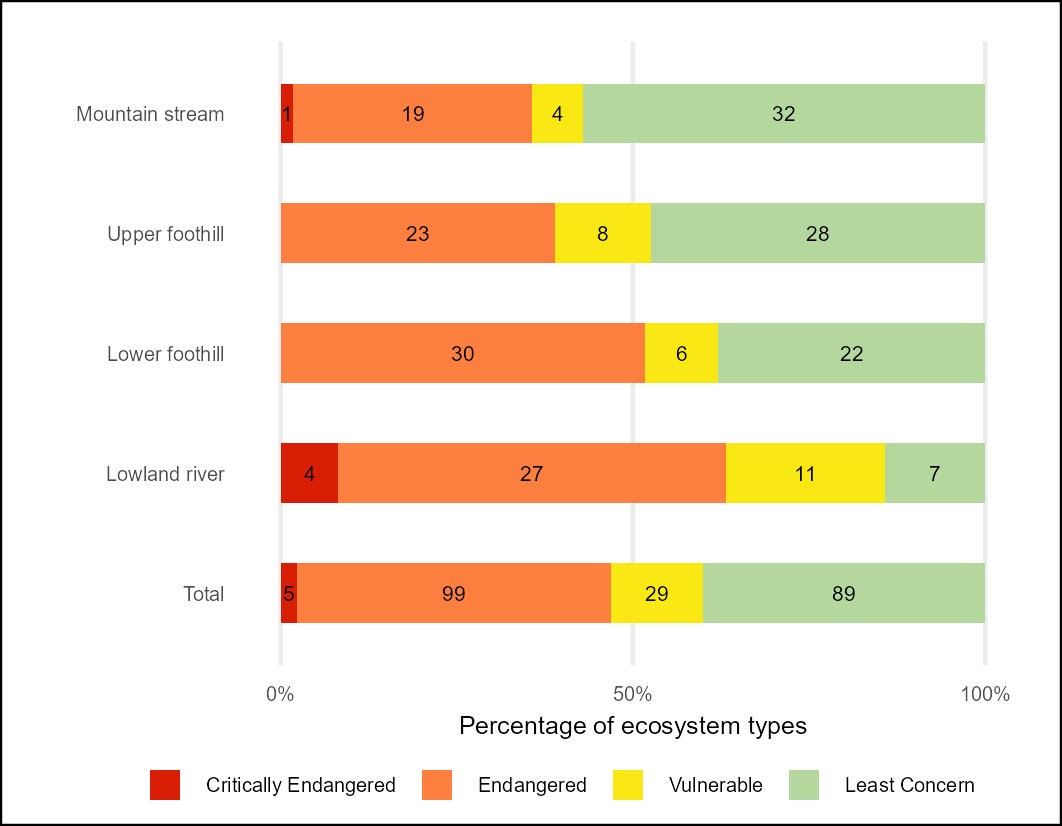 Mountain stream 1 19 4 32
Upper foothill 23 8 28
Lower foothill 30 6 22
Lowland river 4 27 11 7
Total 5 99 29 89
0% 50% 100%
Percentage of ecosystem types
Critically Endangered Endangered Vulnerable Least Concern